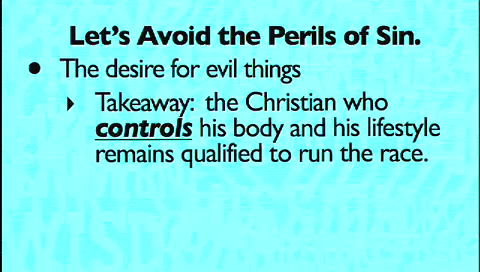 Let's Avoid the Perils of Sin.
• The desire for evil things
‣ Takeaway: the Christian who
controls his body and his lifestyle
remains qualified to run the race.